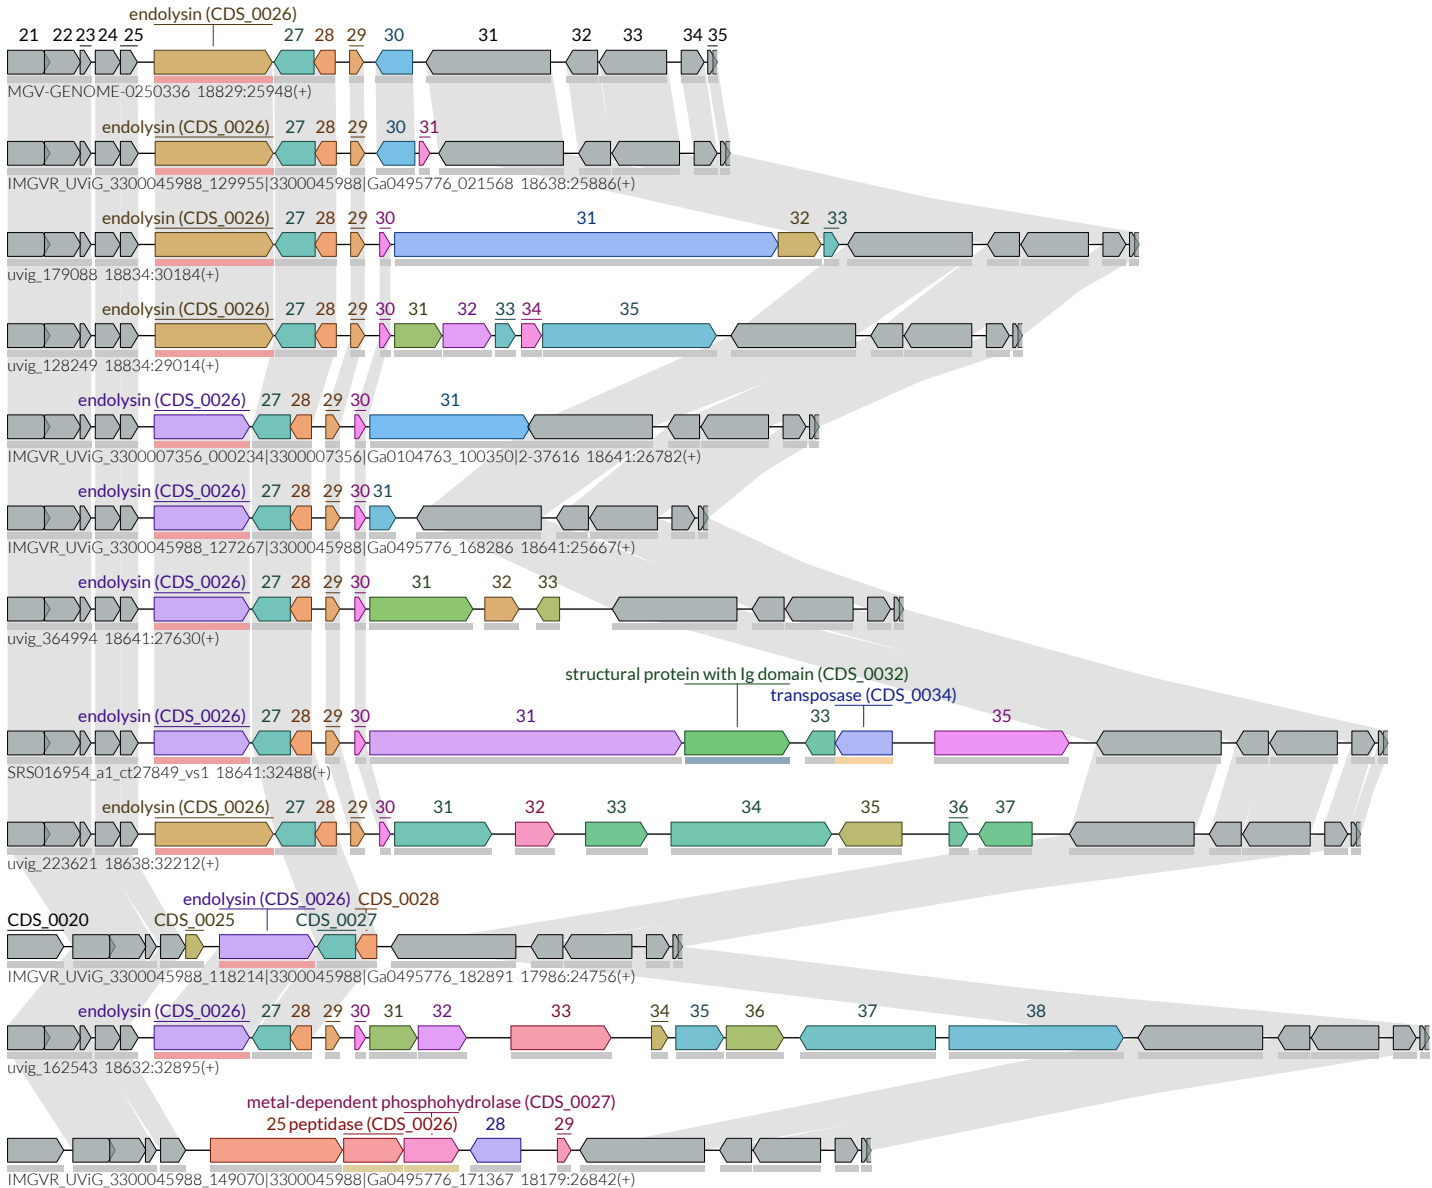 endolysin (CDS_0026)
21 22 23 24 25 27 28 29 30 31 32 33 34 35
MGV-GENOME-0250336 18829:25948(+)
endolysin (CDS_0026) 27 28 29 30 31
IMGVR_UViG_3300045988_129955|3300045988|Ga0495776_021568 18638:25886(+)
endolysin (CDS_0026) 27 28 29 30 31 32 33
uvig_179088 18834:30184(+)
endolysin (CDS_0026) 27 28 29 30 31 32 33 34 35
uvig_128249 18834:29014(+)
endolysin (CDS_0026) 27 28 29 30 31
IMGVR_UViG_3300007356_000234|3300007356|Ga0104763_100350|2-37616 18641:26782(+)
endolysin (CDS_0026) 27 28 29 30 31
IMGVR_UViG_3300045988_127267|3300045988|Ga0495776_168286 18641:25667(+)
endolysin (CDS_0026) 27 28 29 30 31 32 33
uvig_364994 18641:27630(+)
structural protein with Ig domain (CDS_0032)
transposase (CDS_0034)
endolysin (CDS_0026) 27 28 29 30 31 33 35
SRS016954_a1_ct27849_vs1 18641:32488(+)
endolysin (CDS_0026) 27 28 29 30 31 32 33 34 35 36 37
uvig_223621 18638:32212(+)
endolysin (CDS_0026) CDS_0028
CDS_0020 CDS_0025 CDS_0027
IMGVR_UViG_3300045988_118214|3300045988|Ga0495776_182891 17986:24756(+)
endolysin (CDS_0026) 27 28 29 30 31 32 33 34 35 36 37 38
uvig_162543 18632:32895(+)
metal-dependent phosphohydrolase (CDS_0027)
25 peptidase (CDS_0026) 28 29
IMGVR_UViG_3300045988_149070|3300045988|Ga0495776_171367 18179:26842(+)